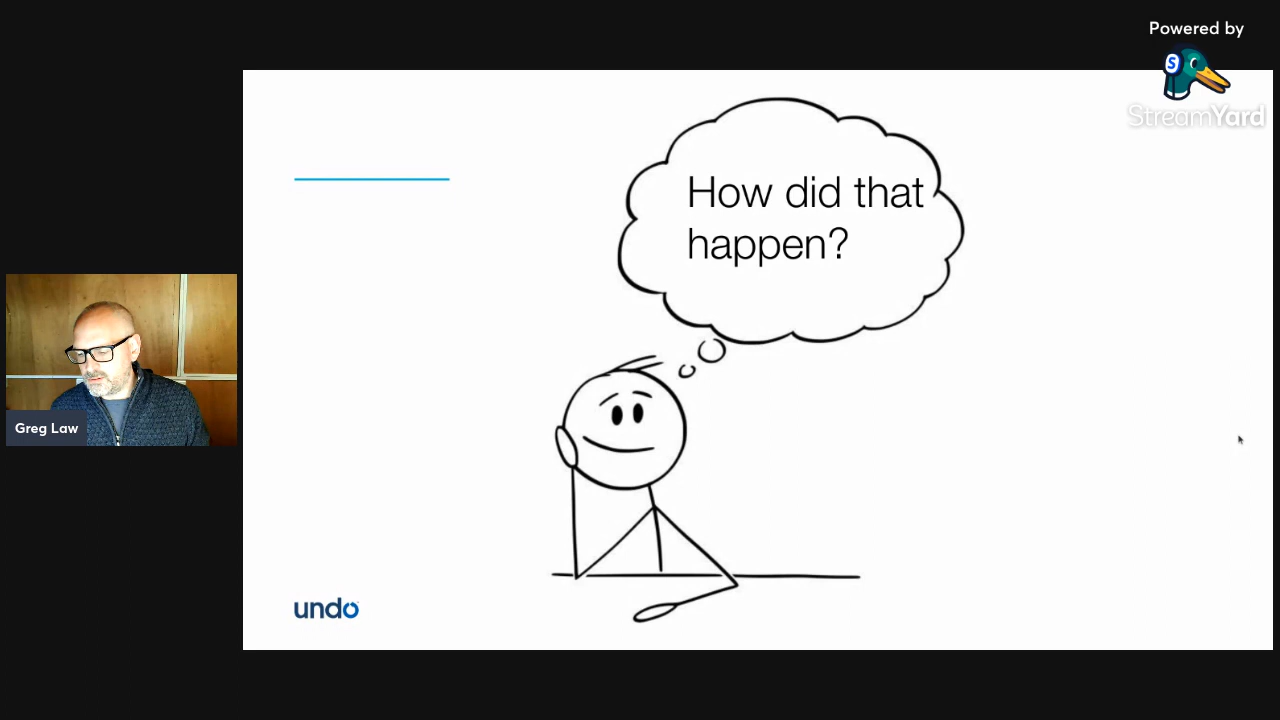 Powered by
StreamYard
How did that
happen?
Greg Law
undo